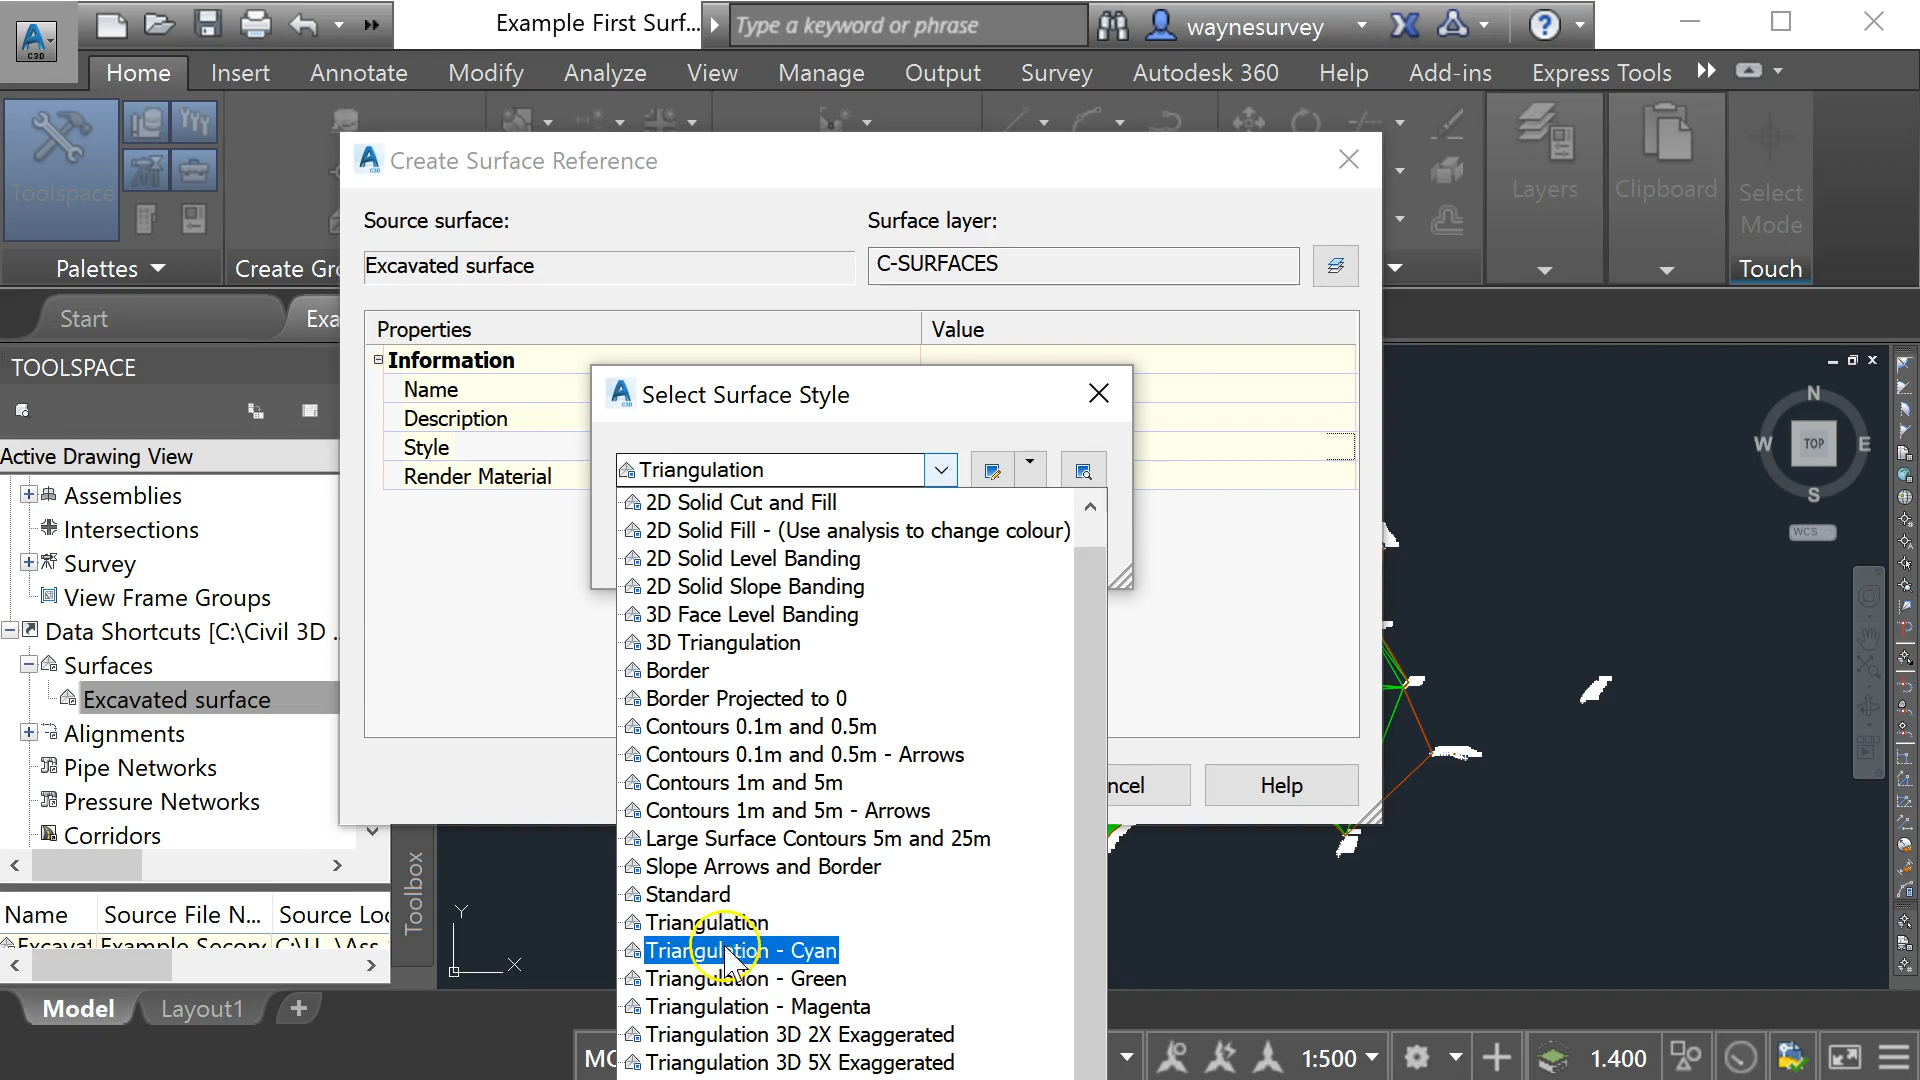 Example First Surf...
Type a keyword or phrase
waynesurvey
C3D
Home
Insert
Annotate
Modify
Analyze
View
Manage
Output
Survey
Autodesk 360
Help
Add-ins
Express Tools
Toolspace
Palettes
Create Gr
Layers
Clipboard
Select
Mode
Touch
Create Surface Reference
Source surface:
Surface layer:
Excavated surface
C-SURFACES
Properties
Value
Information
Name
Description
Style
Render Material
ncel
Help
Select Surface Style
Triangulation
2D Solid Cut and Fill
2D Solid Fill - (Use analysis to change colour)
2D Solid Level Banding
2D Solid Slope Banding
3D Face Level Banding
3D Triangulation
Border
Border Projected to 0
Contours 0.1m and 0.5m
Contours 0.1m and 0.5m - Arrows
Contours 1m and 5m
Contours 1m and 5m - Arrows
Large Surface Contours 5m and 25m
Slope Arrows and Border
Standard
Triangulation
Triangulation - Cyan
Triangulation - Green
Triangulation - Magenta
Triangulation 3D 2X Exaggerated
Triangulation 3D 5X Exaggerated
Start
Exa
TOOLSPACE
Active Drawing View
Assemblies
Intersections
Survey
View Frame Groups
Data Shortcuts [C:\Civil 3D ...
Surfaces
Excavated surface
Alignments
Pipe Networks
Pressure Networks
Corridors
Toolbox
Name
Source File N...
Source Loc
Excavat
Example Secon
Model
Layout1
+
N
W
TOP
E
S
WCS
Y
X
MO
1:500
1.400